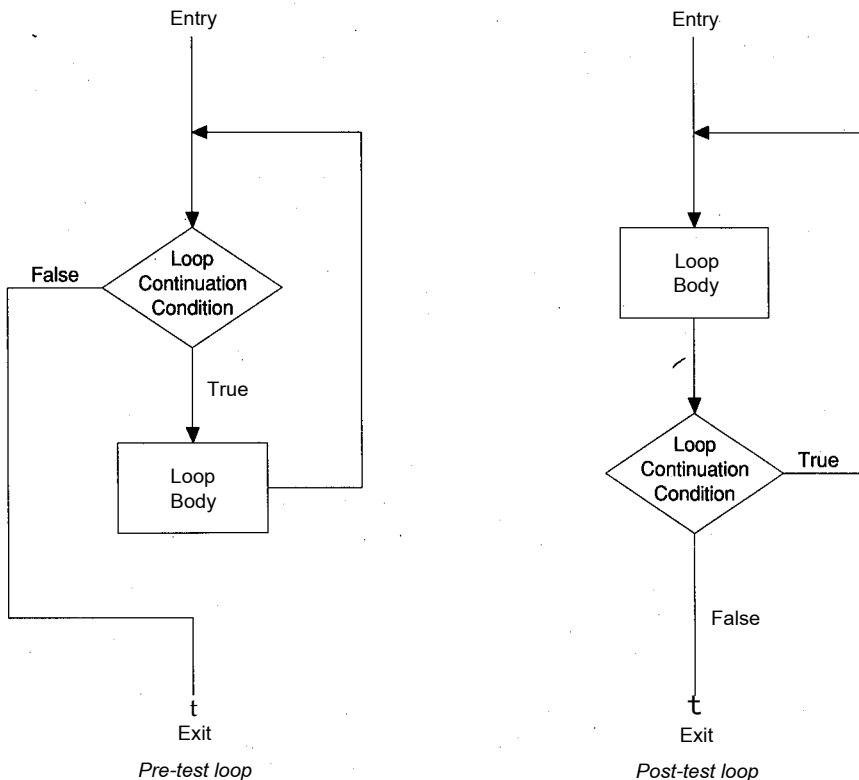 Entry
Loop
Continuation
Condition
False
True
Loop
Body
t
Exit
Pre-test loop
Entry
Loop
Body
Loop
Continuation
Condition
True
False
t
Exit
Post-test loop